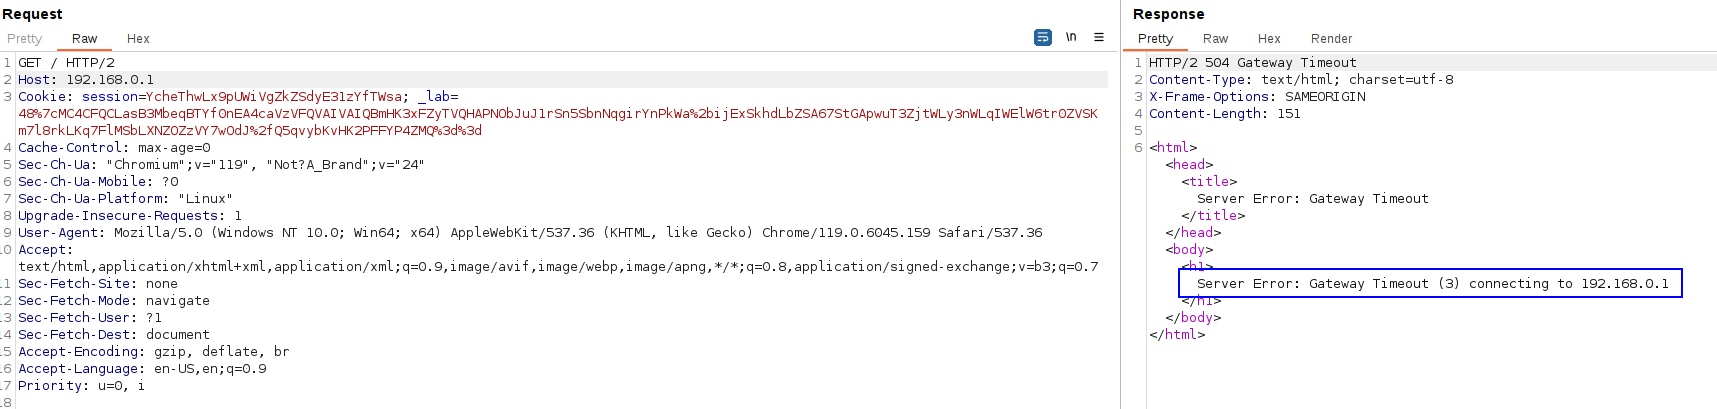 Request
Pretty Raw Hex \n
1 GET / HTTP/2
2 Host: 192.168.0.1
3 Cookie: session=YcheThwLx9pUWiVgZkZSdyE31zYfTWsa; _lab=
48%7cMC4CFQCLasB3MbeqBTYfOnEA4caVzVFQVAIVAIQBmHK3xFZyTVQHAPNObJuJ1rSn5SbnNqgirYnPkWa%2bijExSkhdLbZSA67StGApwuT3ZjtWLy3nWLqIWElW6trOZVSK
m7l8rkLKq7FlMSbLXNZOZzVY7wOdJ%2fQ5qvybKvHK2PFFYP4ZMQ%3d%3d
4 Cache-Control: max-age=0
5 Sec-Ch-Ua: "Chromium";v="119", "Not?A_Brand";v="24"
6 Sec-Ch-Ua-Mobile: ?0
7 Sec-Ch-Ua-Platform: "Linux"
8 Upgrade-Insecure-Requests: 1
9 User-Agent: Mozilla/5.0 (Windows NT 10.0; Win64; x64) AppleWebKit/537.36 (KHTML, like Gecko) Chrome/119.0.6045.159 Safari/537.36
10 Accept:
text/html,application/xhtml+xml,application/xml;q=0.9,image/avif,image/webp,image/apng,*/*;q=0.8,application/signed-exchange;v=b3;q=0.7
11 Sec-Fetch-Site: none
12 Sec-Fetch-Mode: navigate
13 Sec-Fetch-User: ?1
14 Sec-Fetch-Dest: document
15 Accept-Encoding: gzip, deflate, br
16 Accept-Language: en-US,en;q=0.9
17 Priority: u=0, i
18
Response
Pretty Raw Hex Render
1 HTTP/2 504 Gateway Timeout
2 Content-Type: text/html; charset=utf-8
3 X-Frame-Options: SAMEORIGIN
4 Content-Length: 151
5
6 <html>
<head>
<title>
Server Error: Gateway Timeout
</title>
</head>
<body>
<h1>
Server Error: Gateway Timeout (3) connecting to 192.168.0.1
</h1>
</body>
</html>